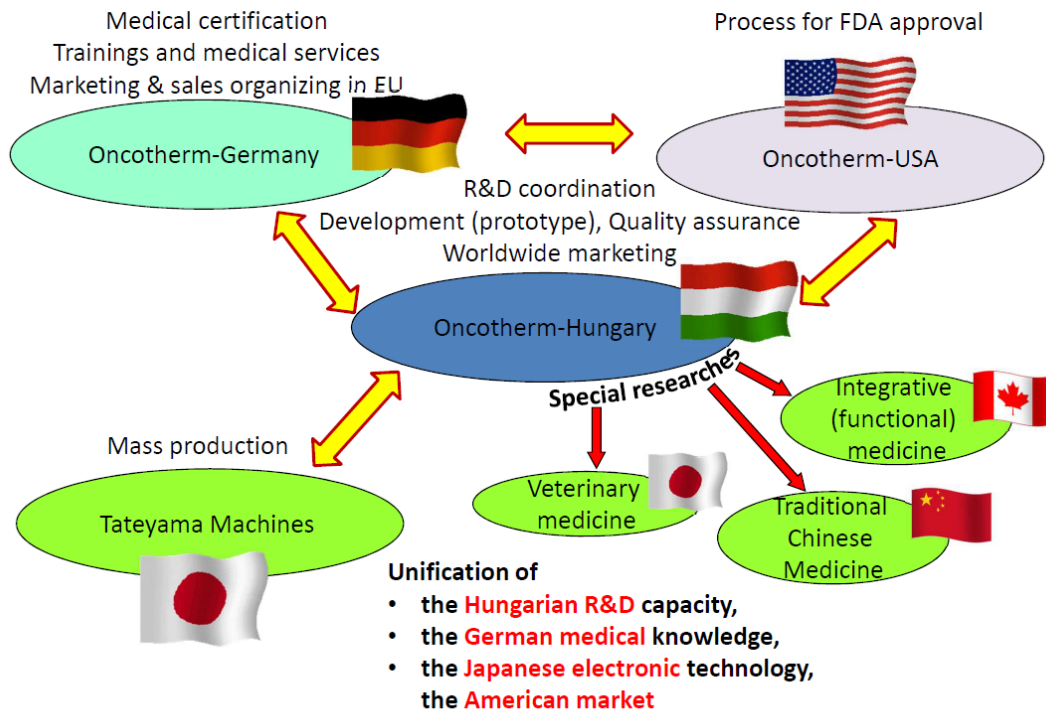 Medical certification
Trainings and medical services
Marketing & sales organizing in EU
Process for FDA approval
Oncotherm-Germany
Oncotherm-USA
R&D coordination
Development (prototype), Quality assurance
Worldwide marketing
Oncotherm-Hungary
Special researches
Integrative
(functional)
medicine
Mass production
Tateyama Machines
Veterinary
medicine
Traditional
Chinese
Medicine
Unification of
• the Hungarian R&D capacity,
• the German medical knowledge,
• the Japanese electronic technology,
the American market